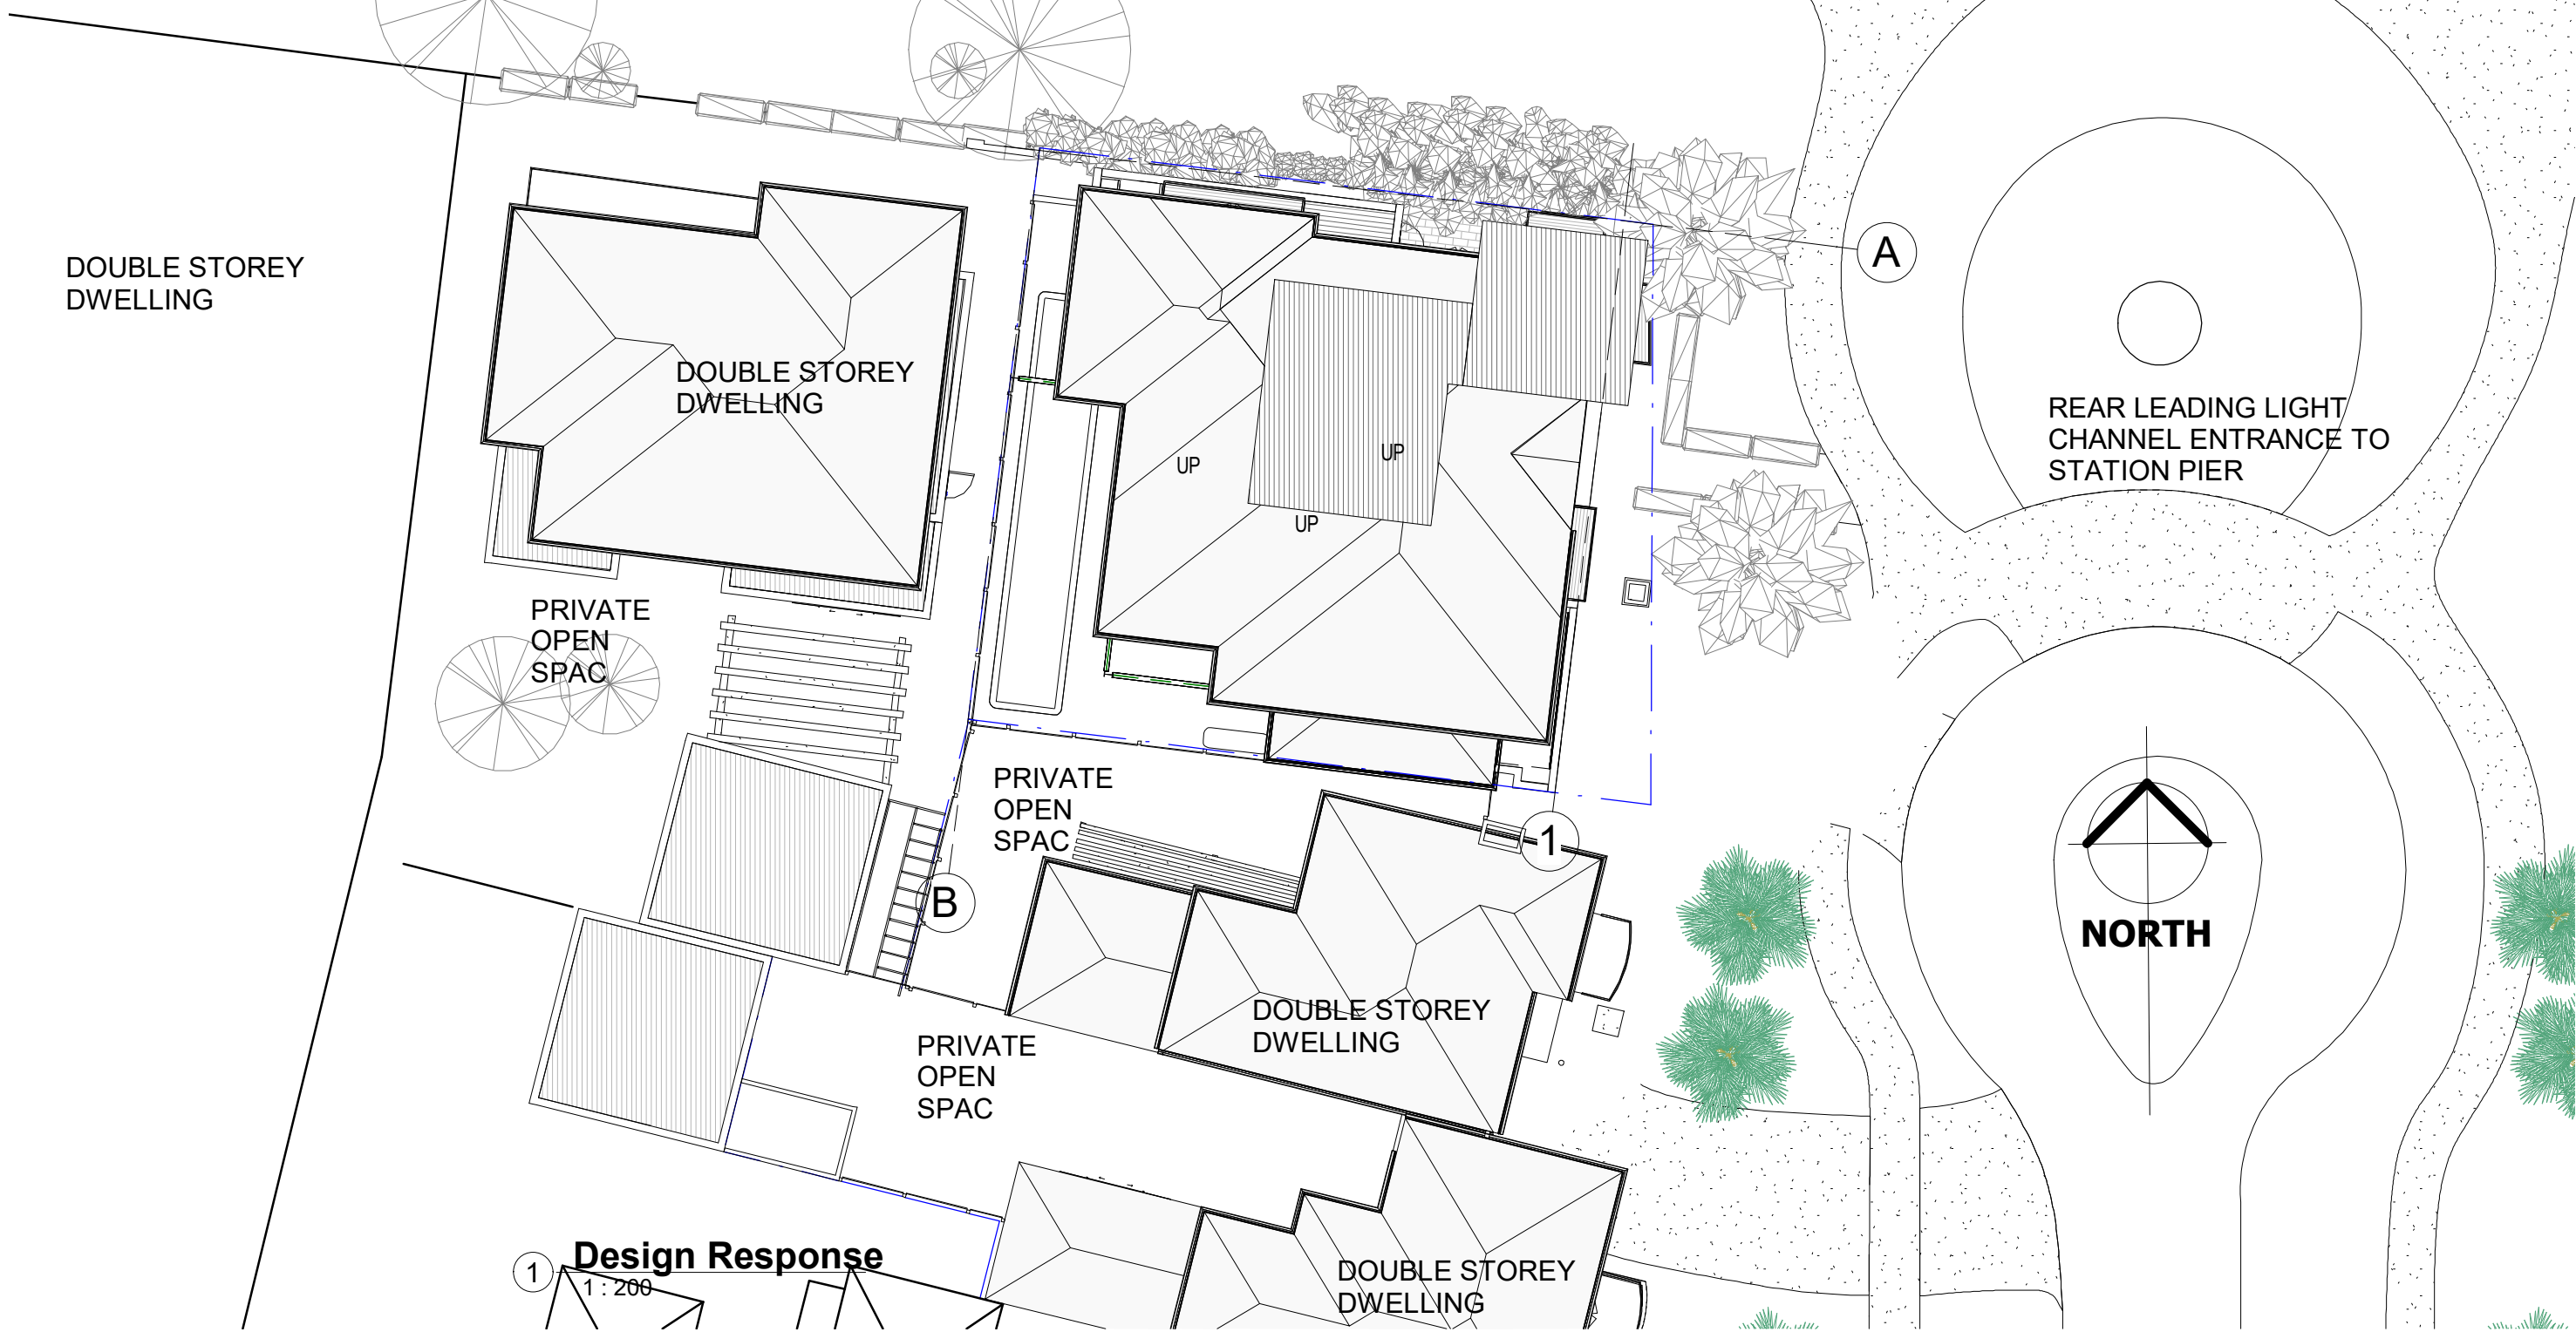 A
DOUBLE STOREY
DWELLING
DOUBLE STOREY
DWELLING
REAR LEADING LIGHT
CHANNEL ENTRANCE TO
STATION PIER
UP
UP
UP
PRIVATE
OPEN
SPAC
PRIVATE
OPEN
SPAC
1
B
NORTH
DOUBLE STOREY
DWELLING
PRIVATE
OPEN
SPAC
1
Design Response
1 : 200
DOUBLE STOREY
DWELLING